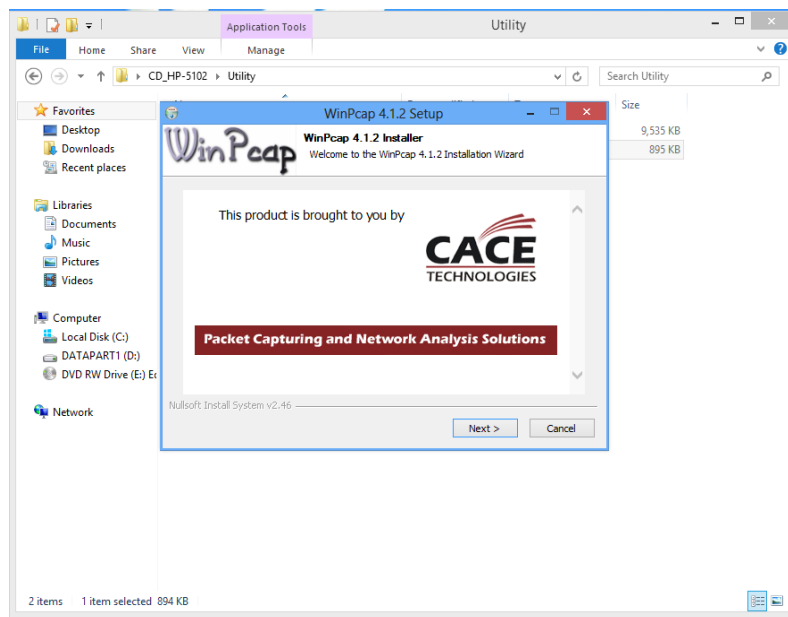 Application Tools
Utility
File Home Share View Manage
CD_HP-5102 Utility
Search Utility
Favorites
Desktop
Downloads
Recent places
Libraries
Documents
Music
Pictures
Videos
Computer
Local Disk (C:)
DATAPART1 (D:)
DVD RW Drive (E:)
Network
Size
9,535 KB
895 KB
WinPcap 4.1.2 Setup
WinPcap
WinPcap 4.1.2 Installer
Welcome to the WinPcap 4.1.2 Installation Wizard
This product is brought to you by
CACE
TECHNOLOGIES
Packet Capturing and Network Analysis Solutions
Nullsoft Install System v2.46
Next >
Cancel
2 items 1 item selected 894 KB